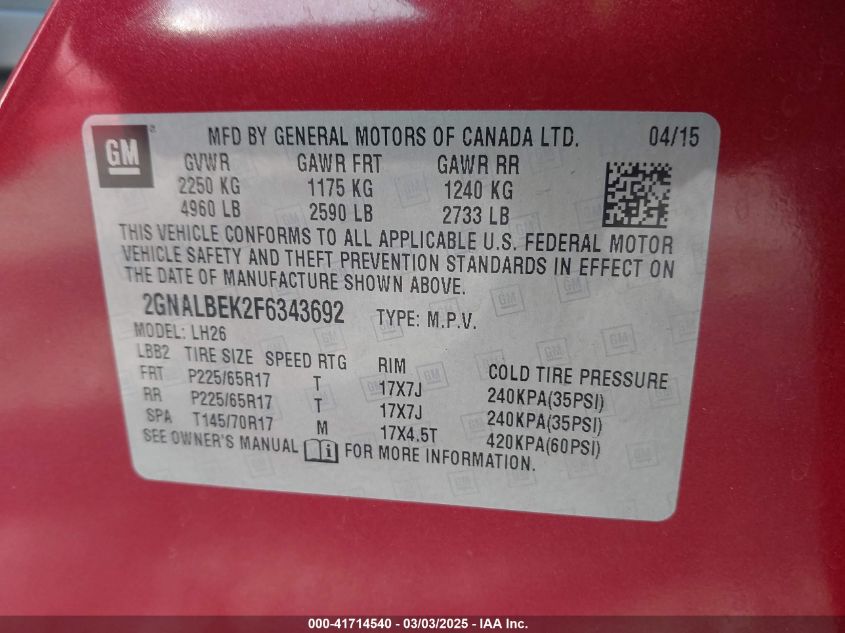 GM MFD BY GENERAL MOTORS OF CANADA LTD. 04/15
GVWR GAWR FRT GAWR RR
2250 KG 1175 KG 1240 KG
4960 LB 2590 LB 2733 LB
THIS VEHICLE CONFORMS TO ALL APPLICABLE U.S. FEDERAL MOTOR
VEHICLE SAFETY AND THEFT PREVENTION STANDARDS IN EFFECT ON
THE DATE OF MANUFACTURE SHOWN ABOVE.
2GNALBEK2F6343692 TYPE: M.P.V.
MODEL: LH26
LBB2 TIRE SIZE SPEED RTG RIM COLD TIRE PRESSURE
FRT P225/65R17 T 17X7J 240KPA(35PSI)
RR P225/65R17 T 17X7J 240KPA(35PSI)
SPA T145/70R17 M 17X4.5T 420KPA(60PSI)
SEE OWNER'S MANUAL FOR MORE INFORMATION.
000-41714540 - 03/03/2025 - IAA Inc.